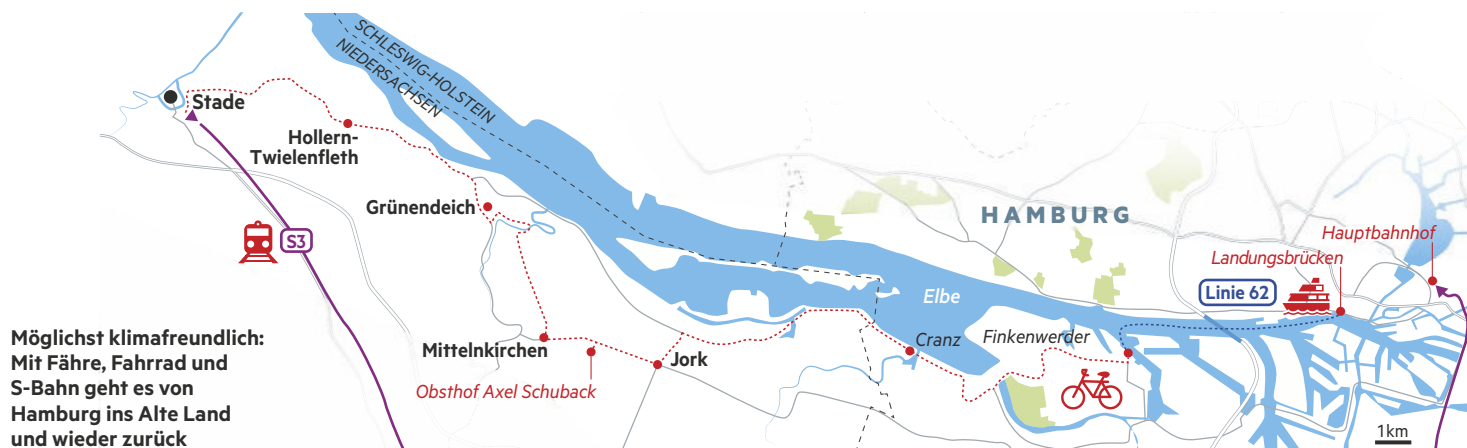 SCHLESWIG-HOLSTEIN
NIEDERSACHSEN
Stade
Hollern-
Twielenfleth
Grünendeich
S3
HAMBURG
Hauptbahnhof
Landungsbrücken
Linie 62
Elbe
Finkenwerder
Cranz
Mittelnkirchen
Jork
Obsthof Axel Schuback
Möglichst klimafreundlich:
Mit Fähre, Fahrrad und
S-Bahn geht es von
Hamburg ins Alte Land
und wieder zurück
1km